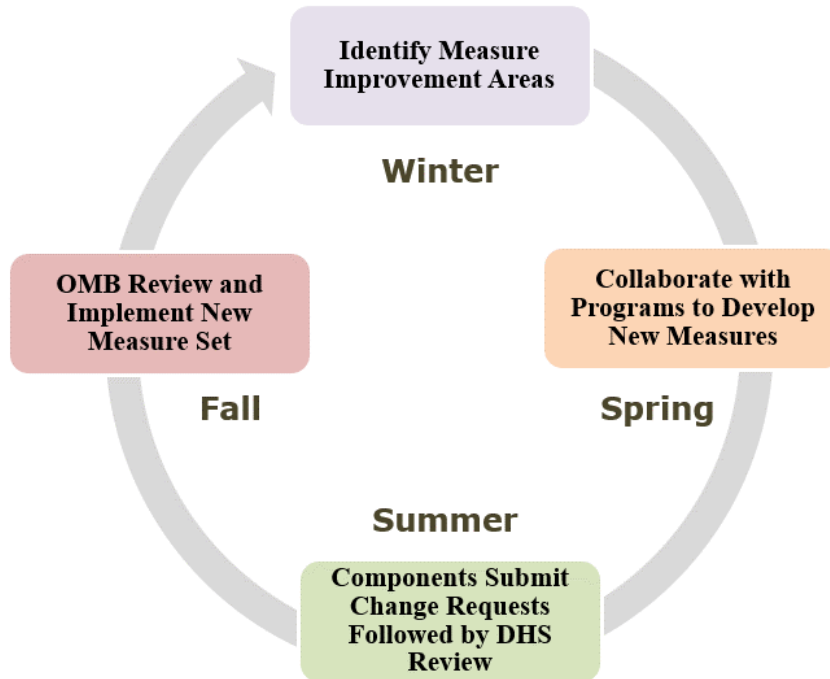 Identify Measure
Improvement Areas
Winter
Collaborate with
Programs to Develop
New Measures
Spring
Summer
Components Submit
Change Requests
Followed by DHS
Review
OMB Review and
Implement New
Measure Set
Fall